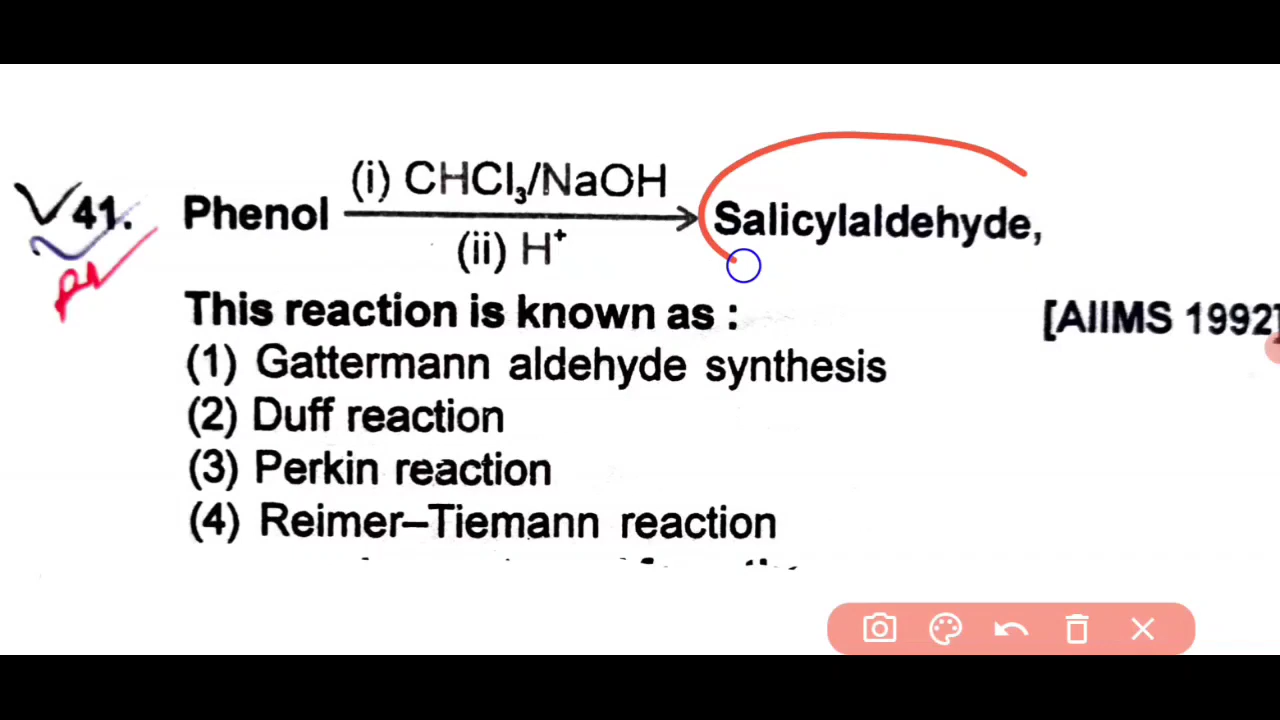 41. Phenol (i) CHCl₃/NaOH (ii) H⁺ Salicylaldehyde,
This reaction is known as : [AIIMS 1992]
(1) Gattermann aldehyde synthesis
(2) Duff reaction
(3) Perkin reaction
(4) Reimer–Tiemann reaction